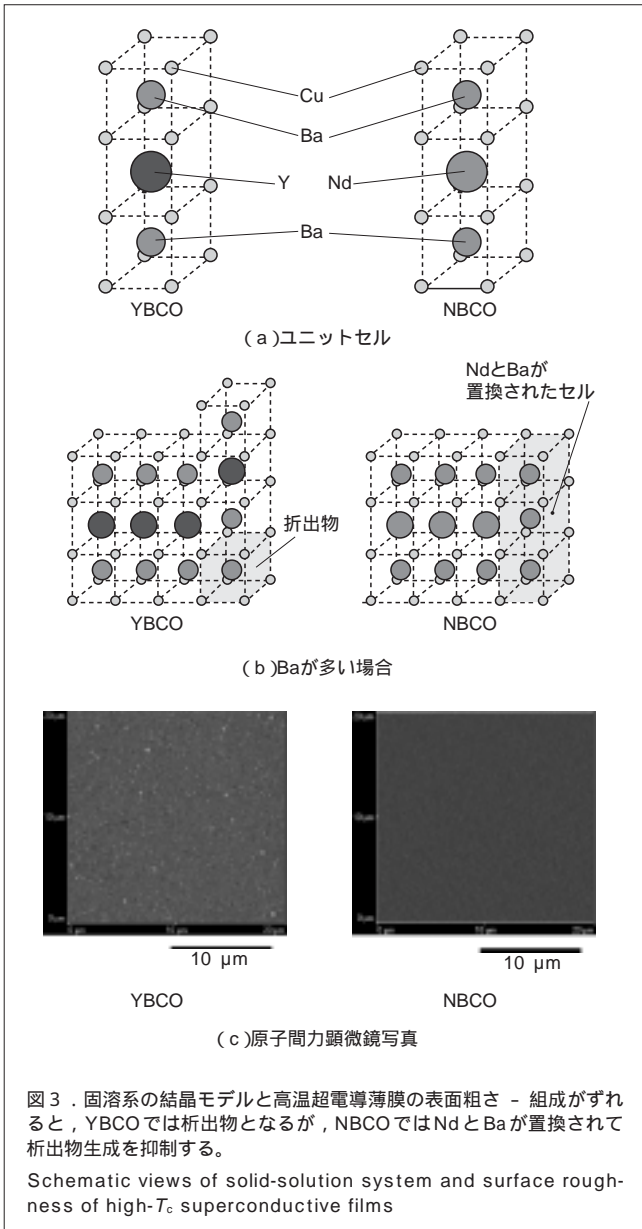 Cu
Ba
Y Nd
Ba
YBCO NBCO
(a)ユニットセル
NdとBaが
置換されたセル
折出物
YBCO NBCO
(b)Baが多い場合
10 µm 10 µm
YBCO NBCO
(c)原子間力顕微鏡写真
図3．固溶系の結晶モデルと高温超電導薄膜の表面粗さ － 組成がずれ
ると，YBCOでは析出物となるが，NBCOではNdとBaが置換されて
析出物生成を抑制する。
Schematic views of solid-solution system and surface rough-
ness of high-Tc superconductive films